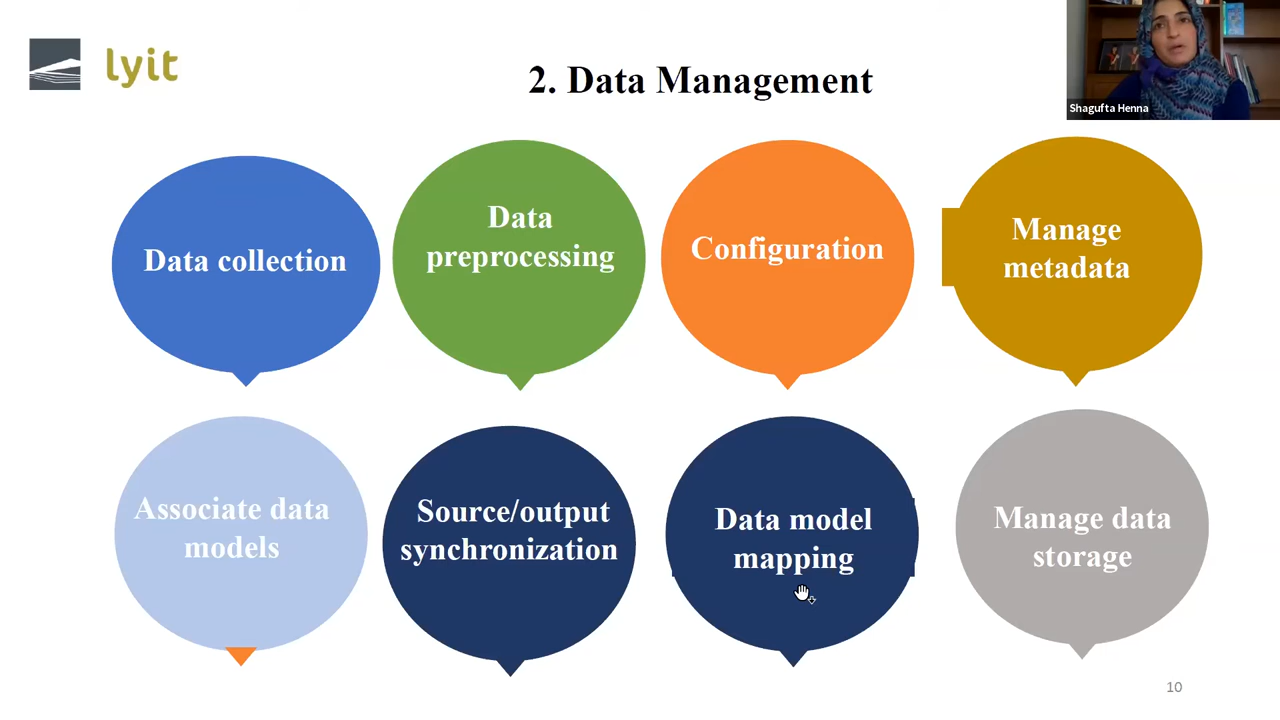 lyit
2. Data Management
Shagufta Henna
Data collection
Data
preprocessing
Configuration
Manage
metadata
Associate data
models
Source/output
synchronization
Data model
mapping
Manage data
storage
10